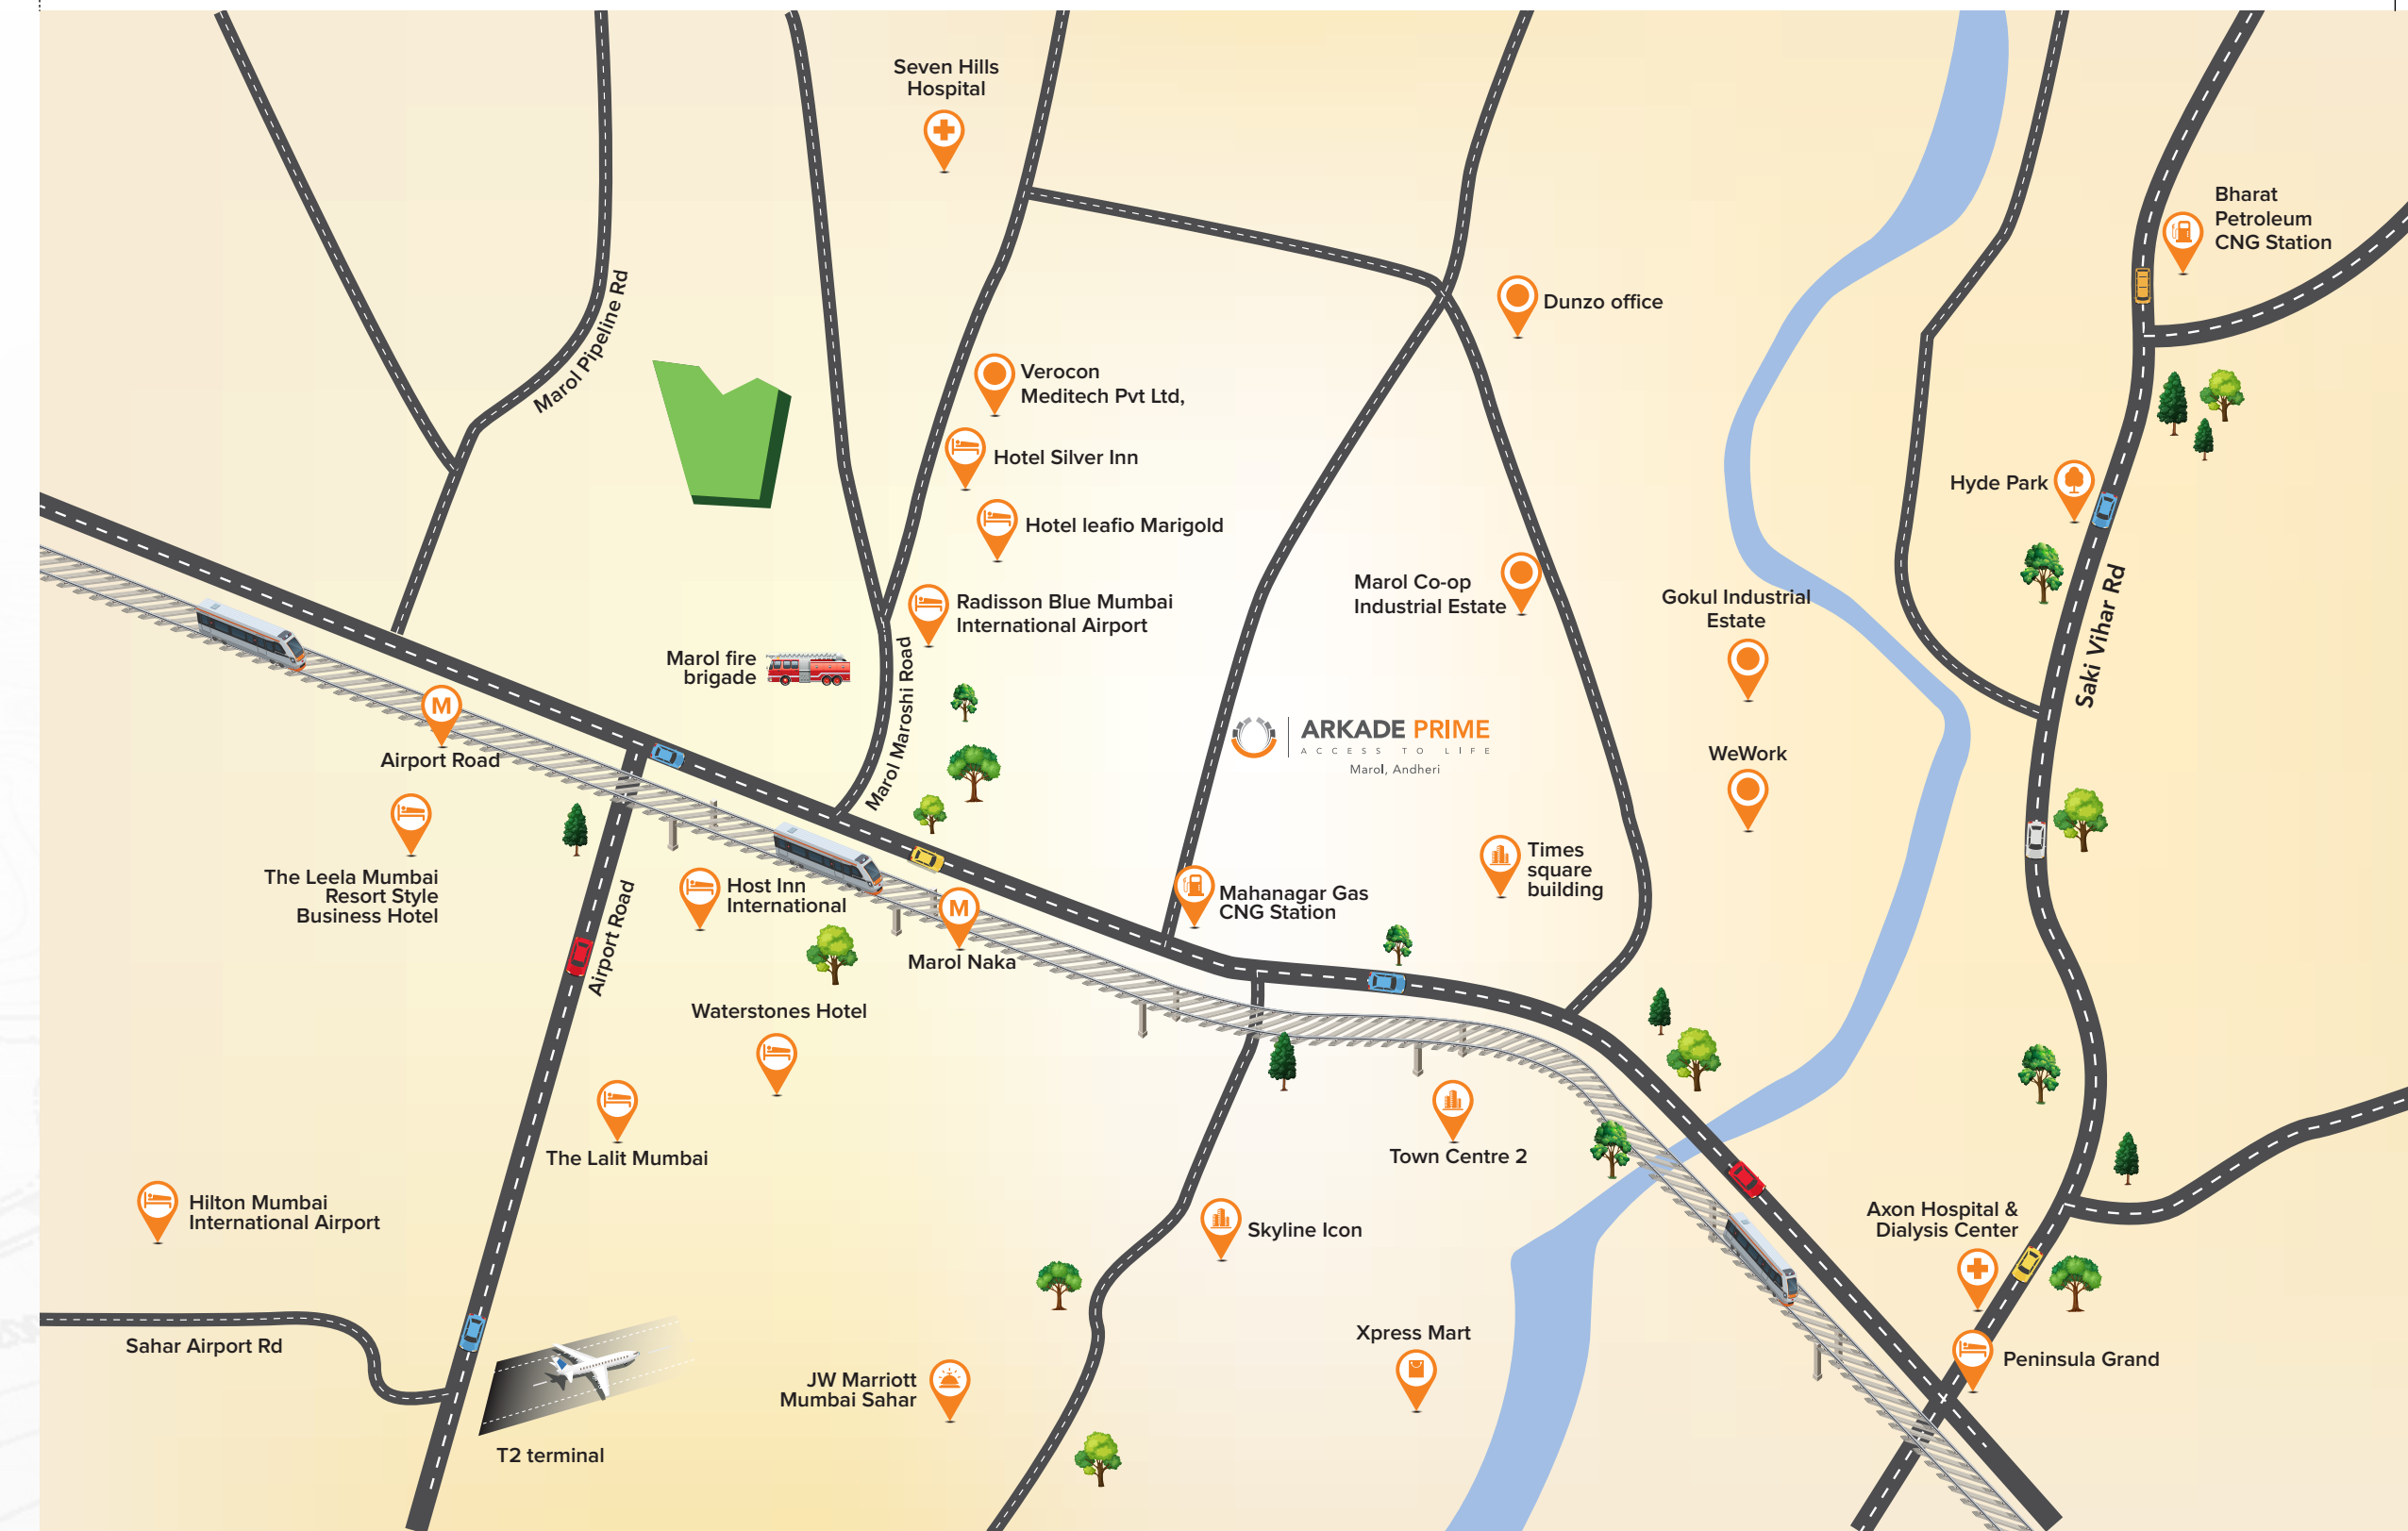 Seven Hills
Hospital
Bharat
Petroleum
CNG Station
Marol Pipeline Rd
Dunzo office
Verocon
Meditech Pvt Ltd,
Hotel Silver Inn
Hotel leafio Marigold
Hyde Park
Radisson Blue Mumbai
International Airport
Marol Co-op
Industrial Estate
Gokul Industrial
Estate
Saki Vihar Rd
Marol fire
brigade
Marol Maroshi Road
M
Airport Road
ARKADE PRIME
ACCESS TO LIFE
Marol, Andheri
WeWork
The Leela Mumbai
Resort Style
Business Hotel
Host Inn
International
Airport Road
M
Marol Naka
Mahanagar Gas
CNG Station
Times
square
building
Waterstones Hotel
The Lalit Mumbai
Town Centre 2
Hilton Mumbai
International Airport
Skyline Icon
Axon Hospital &
Dialysis Center
Sahar Airport Rd
Xpress Mart
Peninsula Grand
JW Marriott
Mumbai Sahar
T2 terminal